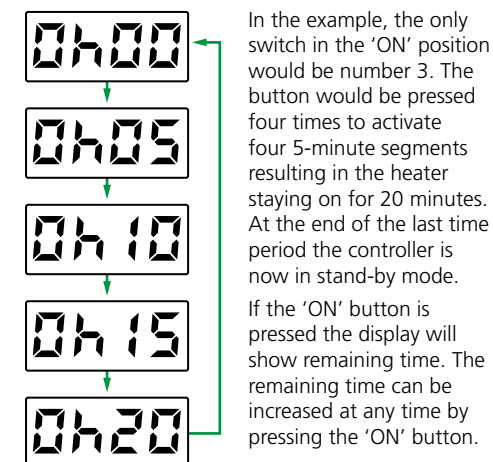 0h00
0h05
0h10
0h15
0h20
In the example, the only
switch in the ‘ON’ position
would be number 3. The
button would be pressed
four times to activate
four 5-minute segments
resulting in the heater
staying on for 20 minutes.
At the end of the last time
period the controller is
now in stand-by mode.
If the ‘ON’ button is
pressed the display will
show remaining time. The
remaining time can be
increased at any time by
pressing the ‘ON’ button.